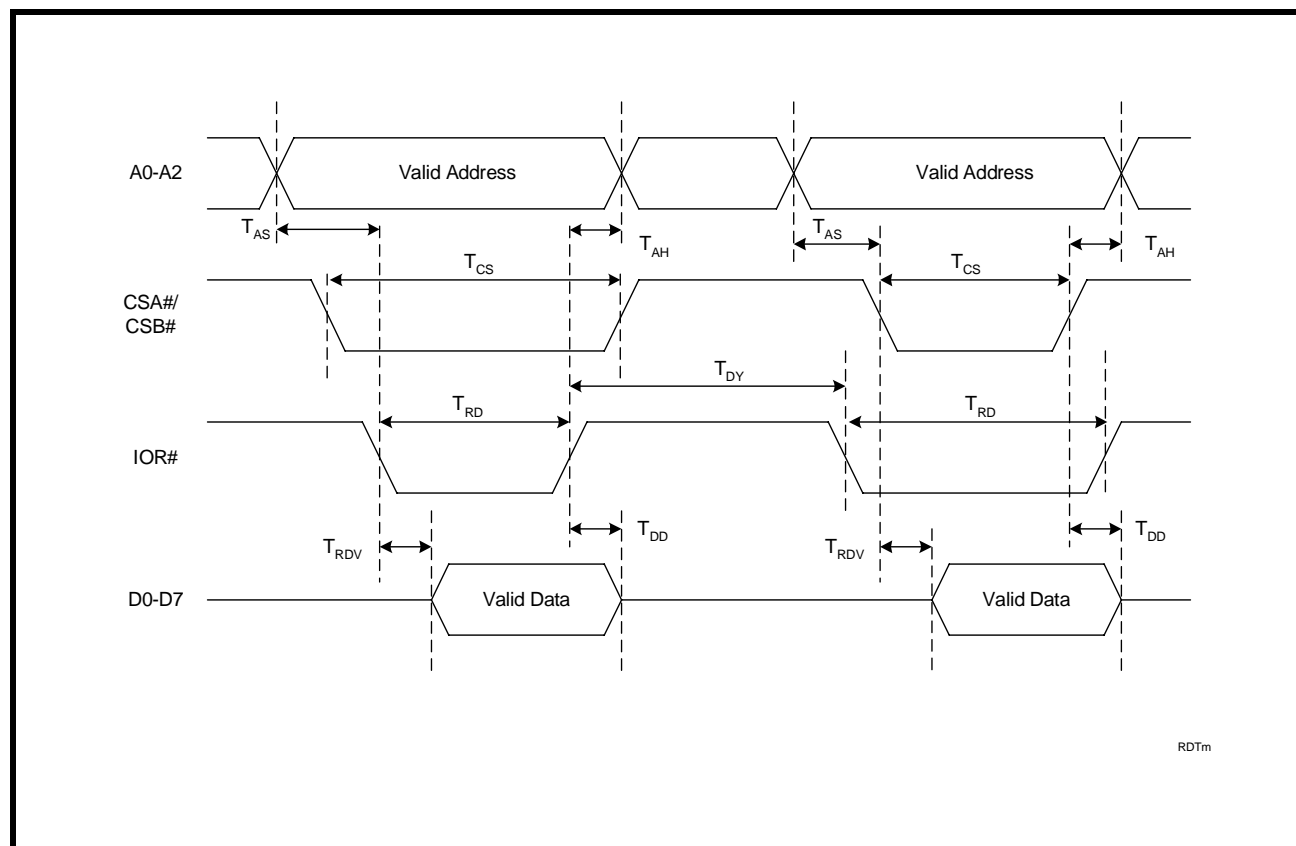 A0-A2
Valid Address
Valid Address
TAS
TAH
TAS
TAH
TCS
TCS
CSA#/
CSB#
TDY
TRD
TRD
IOR#
TRDV
TDD
TRDV
TDD
D0-D7
Valid Data
Valid Data
RDTm